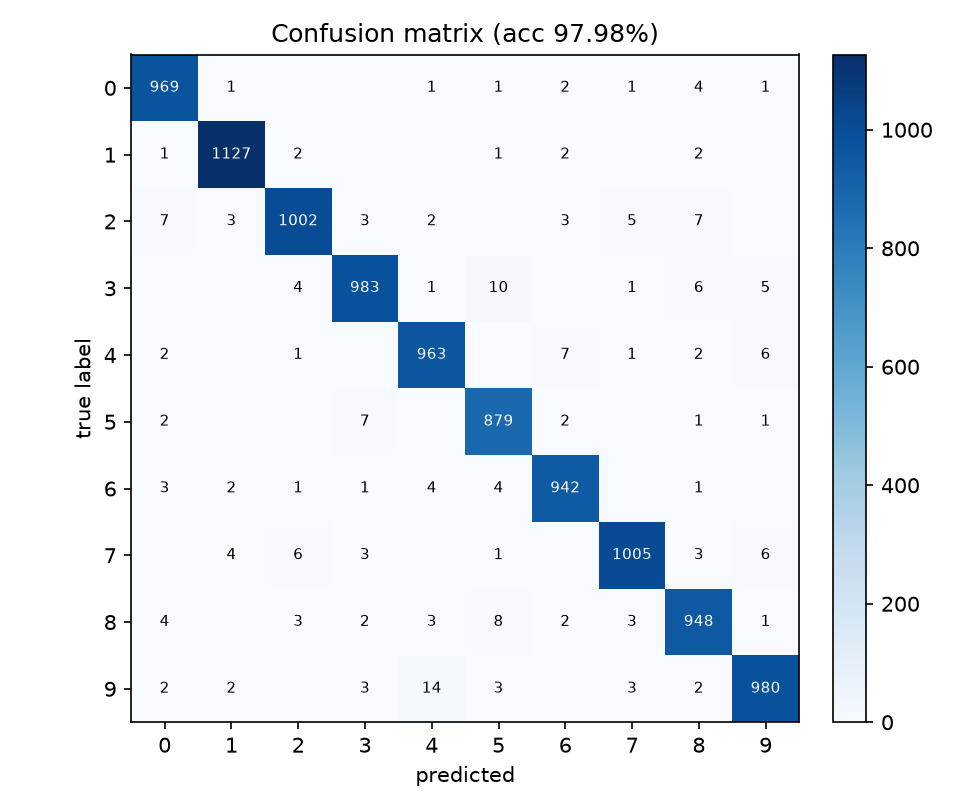 Confusion matrix (acc 97.98%)
0 969 1 1 1 2 1 4 1
1 1 1127 2 1 2 2
2 7 3 1002 3 2 3 5 7
3 4 983 1 10 1 6 5
4 2 1 963 7 1 2 6
5 2 7 879 2 1 1
6 3 2 1 1 4 4 942 1
7 4 6 3 1 1005 3 6
8 4 3 2 3 8 2 3 948 1
9 2 2 3 14 3 3 2 980
0 1 2 3 4 5 6 7 8 9
predicted
true label
1000
800
600
400
200
0